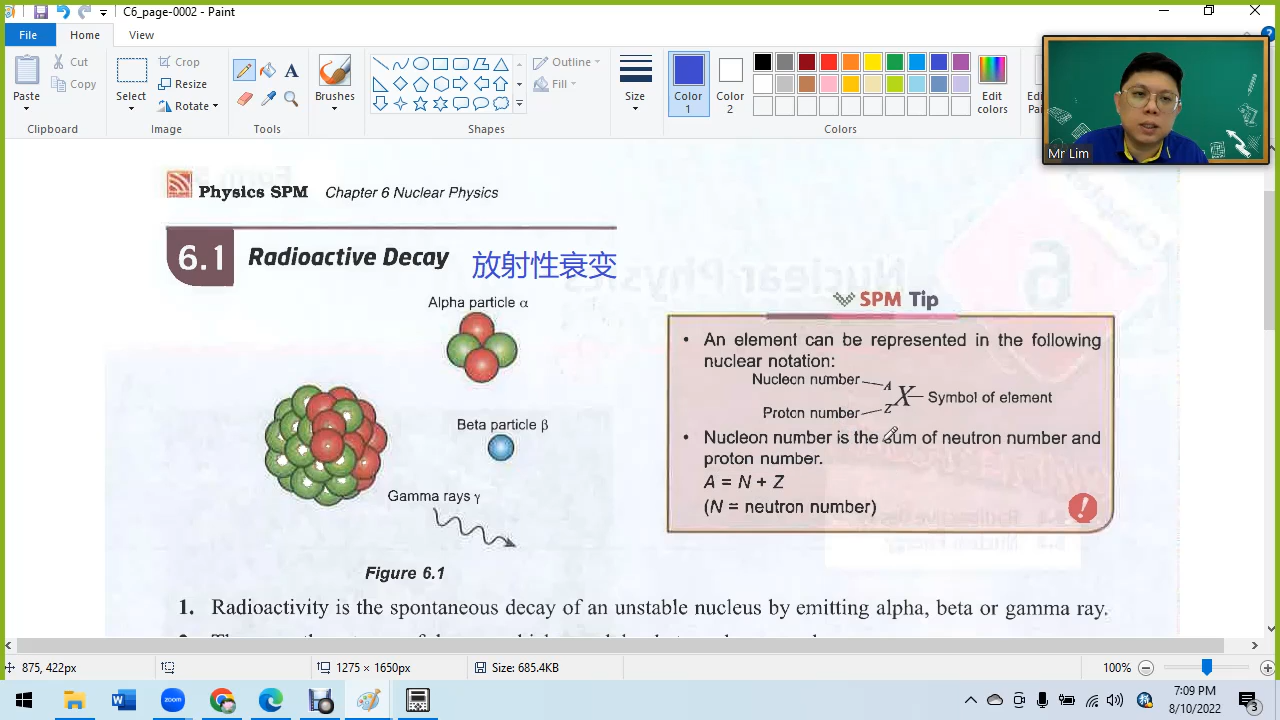 C6_page-0002 - Paint
File Home View
Paste
Cut
Copy
Clipboard
Select
Crop
Resize
Rotate
Image
A
Tools
Brushes
Outline
Fill
Shapes
Size
Color 1
Color 2
Colors
Edit colors
Mr Lim
Physics SPM Chapter 6 Nuclear Physics
6.1 Radioactive Decay 放射性衰变
Alpha particle α
Beta particle β
Gamma rays γ
Figure 6.1
SPM Tip
• An element can be represented in the following
nuclear notation:
Nucleon number A
X Symbol of element
Proton number Z
• Nucleon number is the sum of neutron number and
proton number.
A = N + Z
(N = neutron number)
!
1. Radioactivity is the spontaneous decay of an unstable nucleus by emitting alpha, beta or gamma ray.
875, 422px
1275 × 1650px
Size: 685.4KB
100%
zoom
7:09 PM
8/10/2022
3